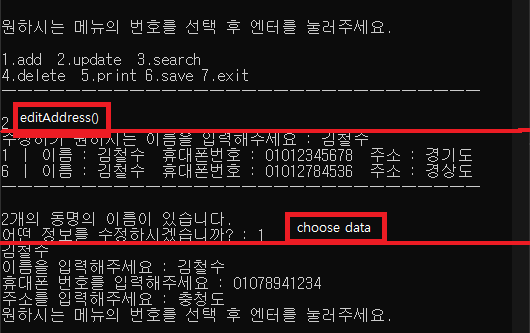 원하시는 메뉴의 번호를 선택 후 엔터를 눌러주세요.
1.add 2.update 3.search
4.delete 5.print 6.save 7.exit
2 editAddress()
수정하기 원하시는 이름을 입력해주세요 : 김철수
1 | 이름 : 김철수 휴대폰번호 : 01012345678 주소 : 경기도
6 | 이름 : 김철수 휴대폰번호 : 01012784536 주소 : 경상도
2개의 동명의 이름이 있습니다.
어떤 정보를 수정하시겠습니까? : 1 choose data
김철수
이름을 입력해주세요 : 김철수
휴대폰 번호를 입력해주세요 : 01078941234
주소를 입력해주세요 : 충청도
원하시는 메뉴의 번호를 선택 후 엔터를 눌러주세요.